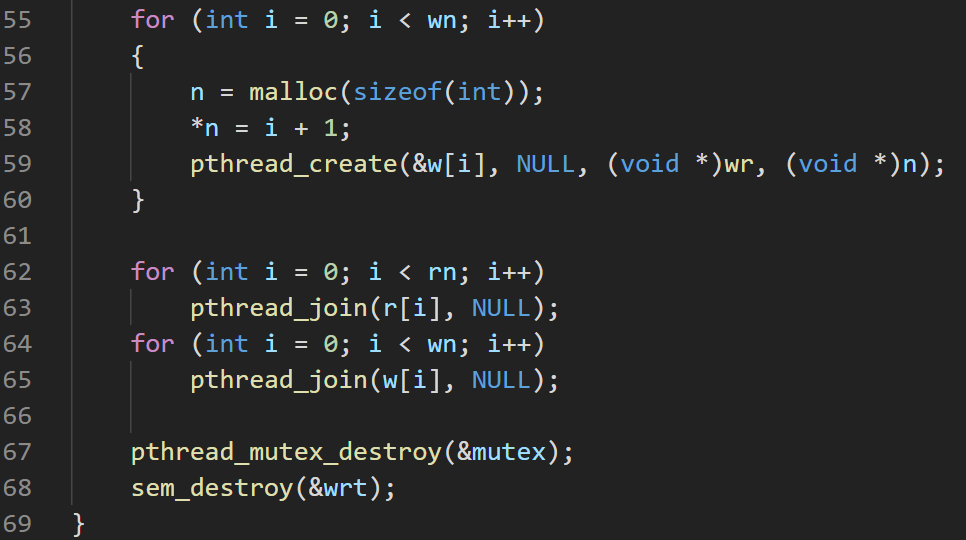 55 for (int i = 0; i < wn; i++)
56 {
57 n = malloc(sizeof(int));
58 *n = i + 1;
59 pthread_create(&w[i], NULL, (void *)wr, (void *)n);
60 }
61
62 for (int i = 0; i < rn; i++)
63 pthread_join(r[i], NULL);
64 for (int i = 0; i < wn; i++)
65 pthread_join(w[i], NULL);
66
67 pthread_mutex_destroy(&mutex);
68 sem_destroy(&wrt);
69 }